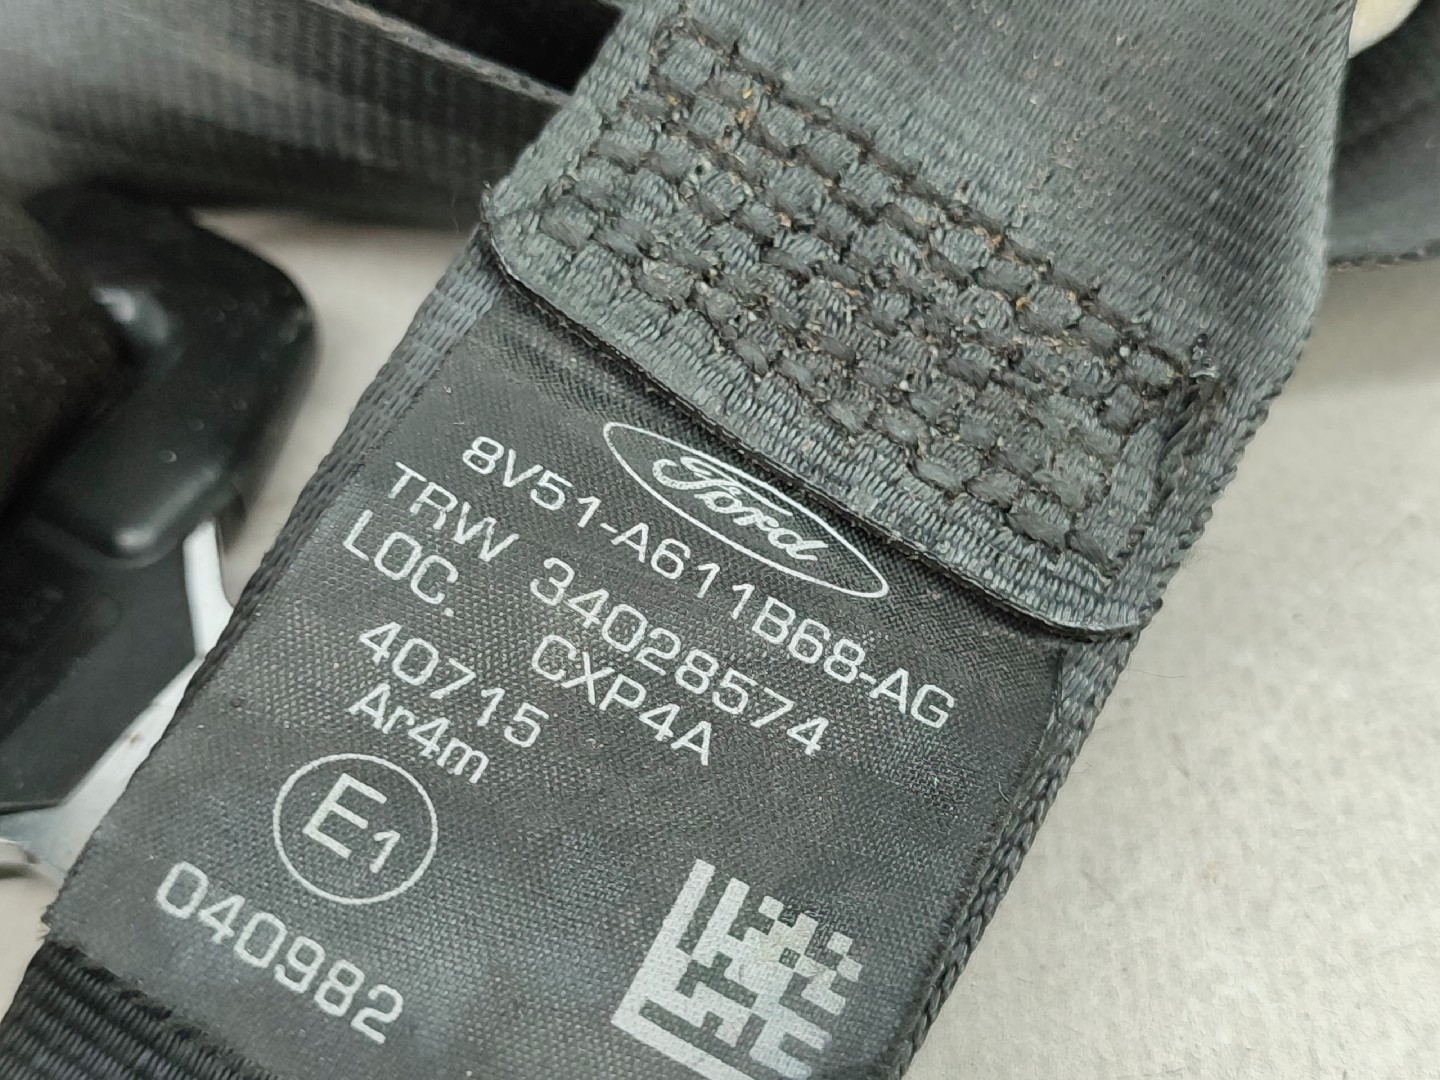 Ford
8V51-A611B68-AG
TRW 34028574
LOC. CXP4A
40715
Ar4m
E1
040982